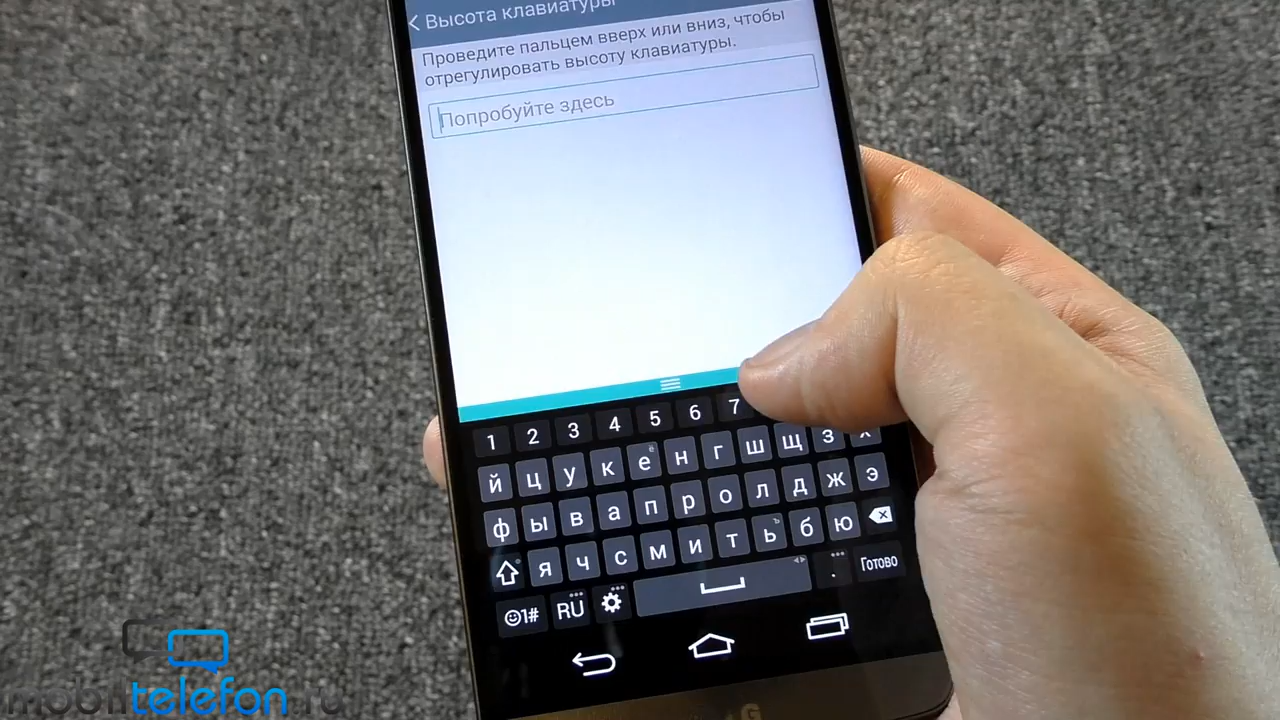 Высота клавиатуры
Проведите пальцем вверх или вниз, чтобы
отрегулировать высоту клавиатуры.
Попробуйте здесь
1 2 3 4 5 6 7
й ц у к е ё н г ш щ з х
ф ы в а п р о л д ж э
я ч с м и т ь ъ б ю
1# RU . Готово
mobiltelefon.ru